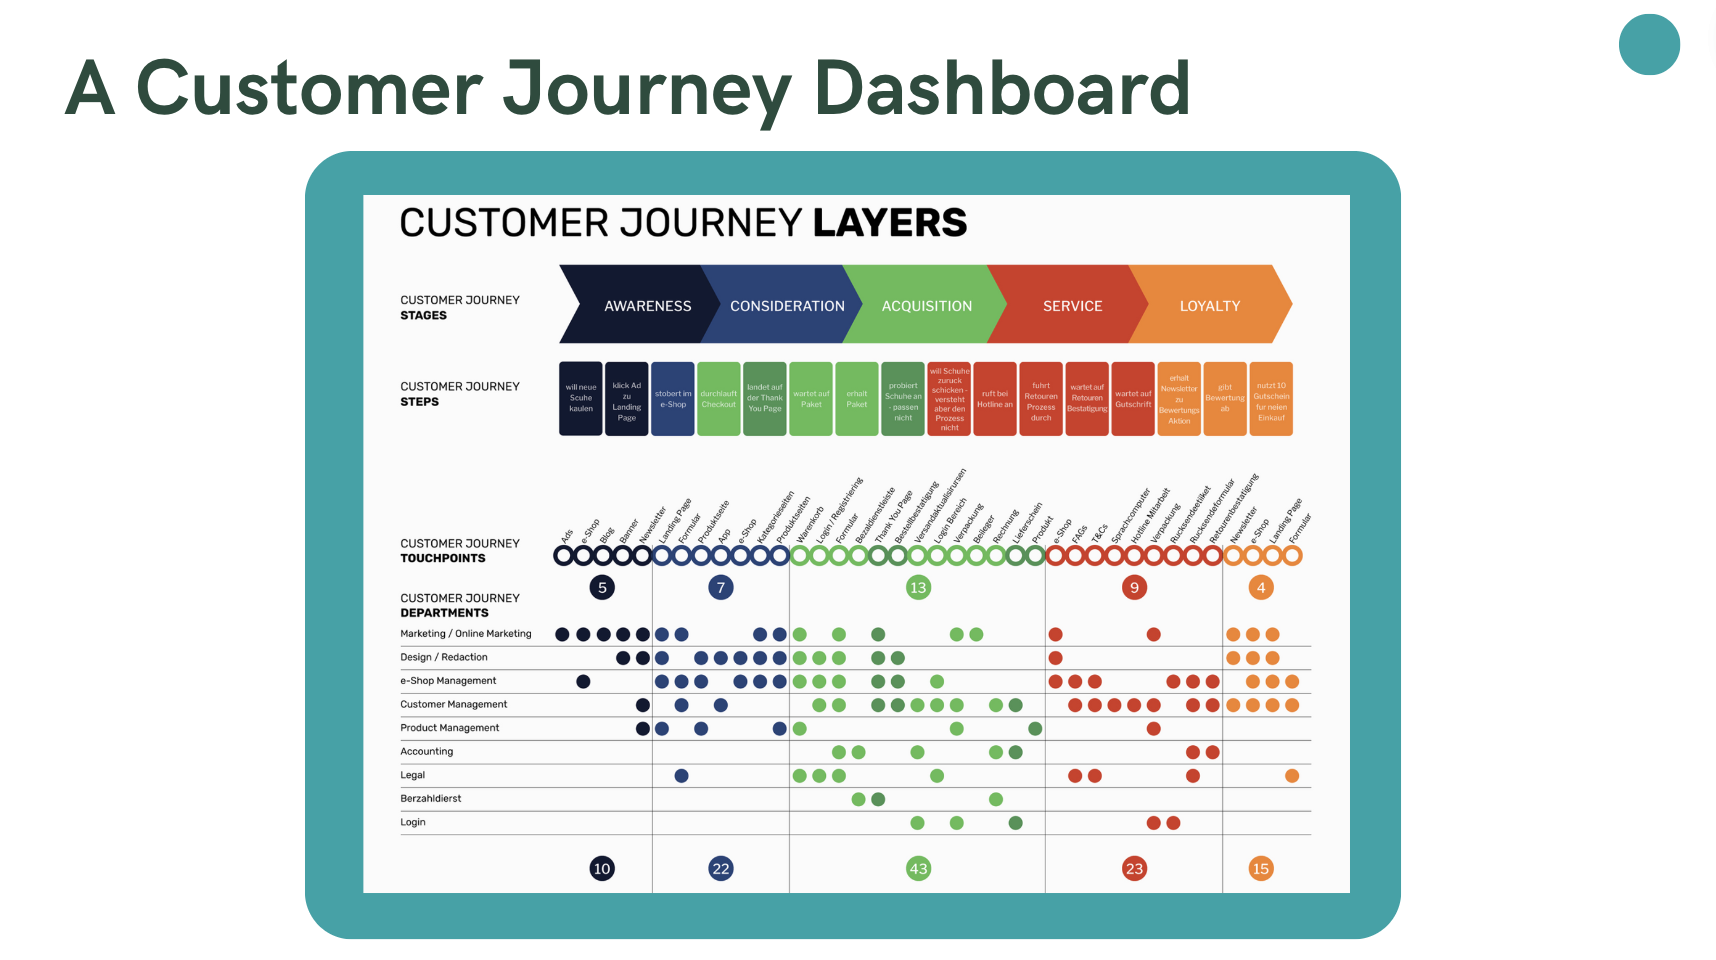 A Customer Journey Dashboard
CUSTOMER JOURNEY LAYERS
CUSTOMER JOURNEY
STAGES
AWARENESS
CONSIDERATION
ACQUISITION
SERVICE
LOYALTY
CUSTOMER JOURNEY
STEPS
will neue
Scuhe
kaulen
klick Ad
zu
Landing
Page
stobert im
e-Shop
durchlauft
Checkout
landet auf
der Thank
You Page
wartet auf
Paket
erhalt
Paket
probiert
Schuhe an
- passen
nicht
will Schuhe
zuruck
schicken -
versteht
aber den
Prozess
nicht
ruft bei
Hotline an
fuhrt
Retouren
Prozess
durch
wartet auf
Retouren
Bestatigung
wartet auf
Gutschrift
erhalt
Newsletter
zu
Bewertungs
Aktion
gibt
Bewertung
ab
nutzt 10
Gutschein
fur neien
Einkauf
CUSTOMER JOURNEY
TOUCHPOINTS
Ads
e-Shop
Blog
Banner
Newsletter
Landing Page
Formular
Produktseite
App
e-Shop
Kategorieseiten
Produktseiten
Warenkorb
Login / Registriering
Formular
Bezaldienstleiste
Thank You Page
Bestellbestatigung
Versandaktualisirursen
Login Bereich
Verpackung
Beileger
Rechnung
Lieferschein
Produkt
e-Shop
FAGs
T&Cs
Sprachcomputer
Hotline Mitarbeit
Verpackung
Rucksendeetiket
Rucksendeformular
Retourenbestatigung
Newsletter
e-Shop
Landing Page
Formular
5
7
13
9
4
CUSTOMER JOURNEY
DEPARTMENTS
Marketing / Online Marketing
Design / Redaction
e-Shop Management
Customer Management
Product Management
Accounting
Legal
Berzahldierst
Login
10
22
43
23
15